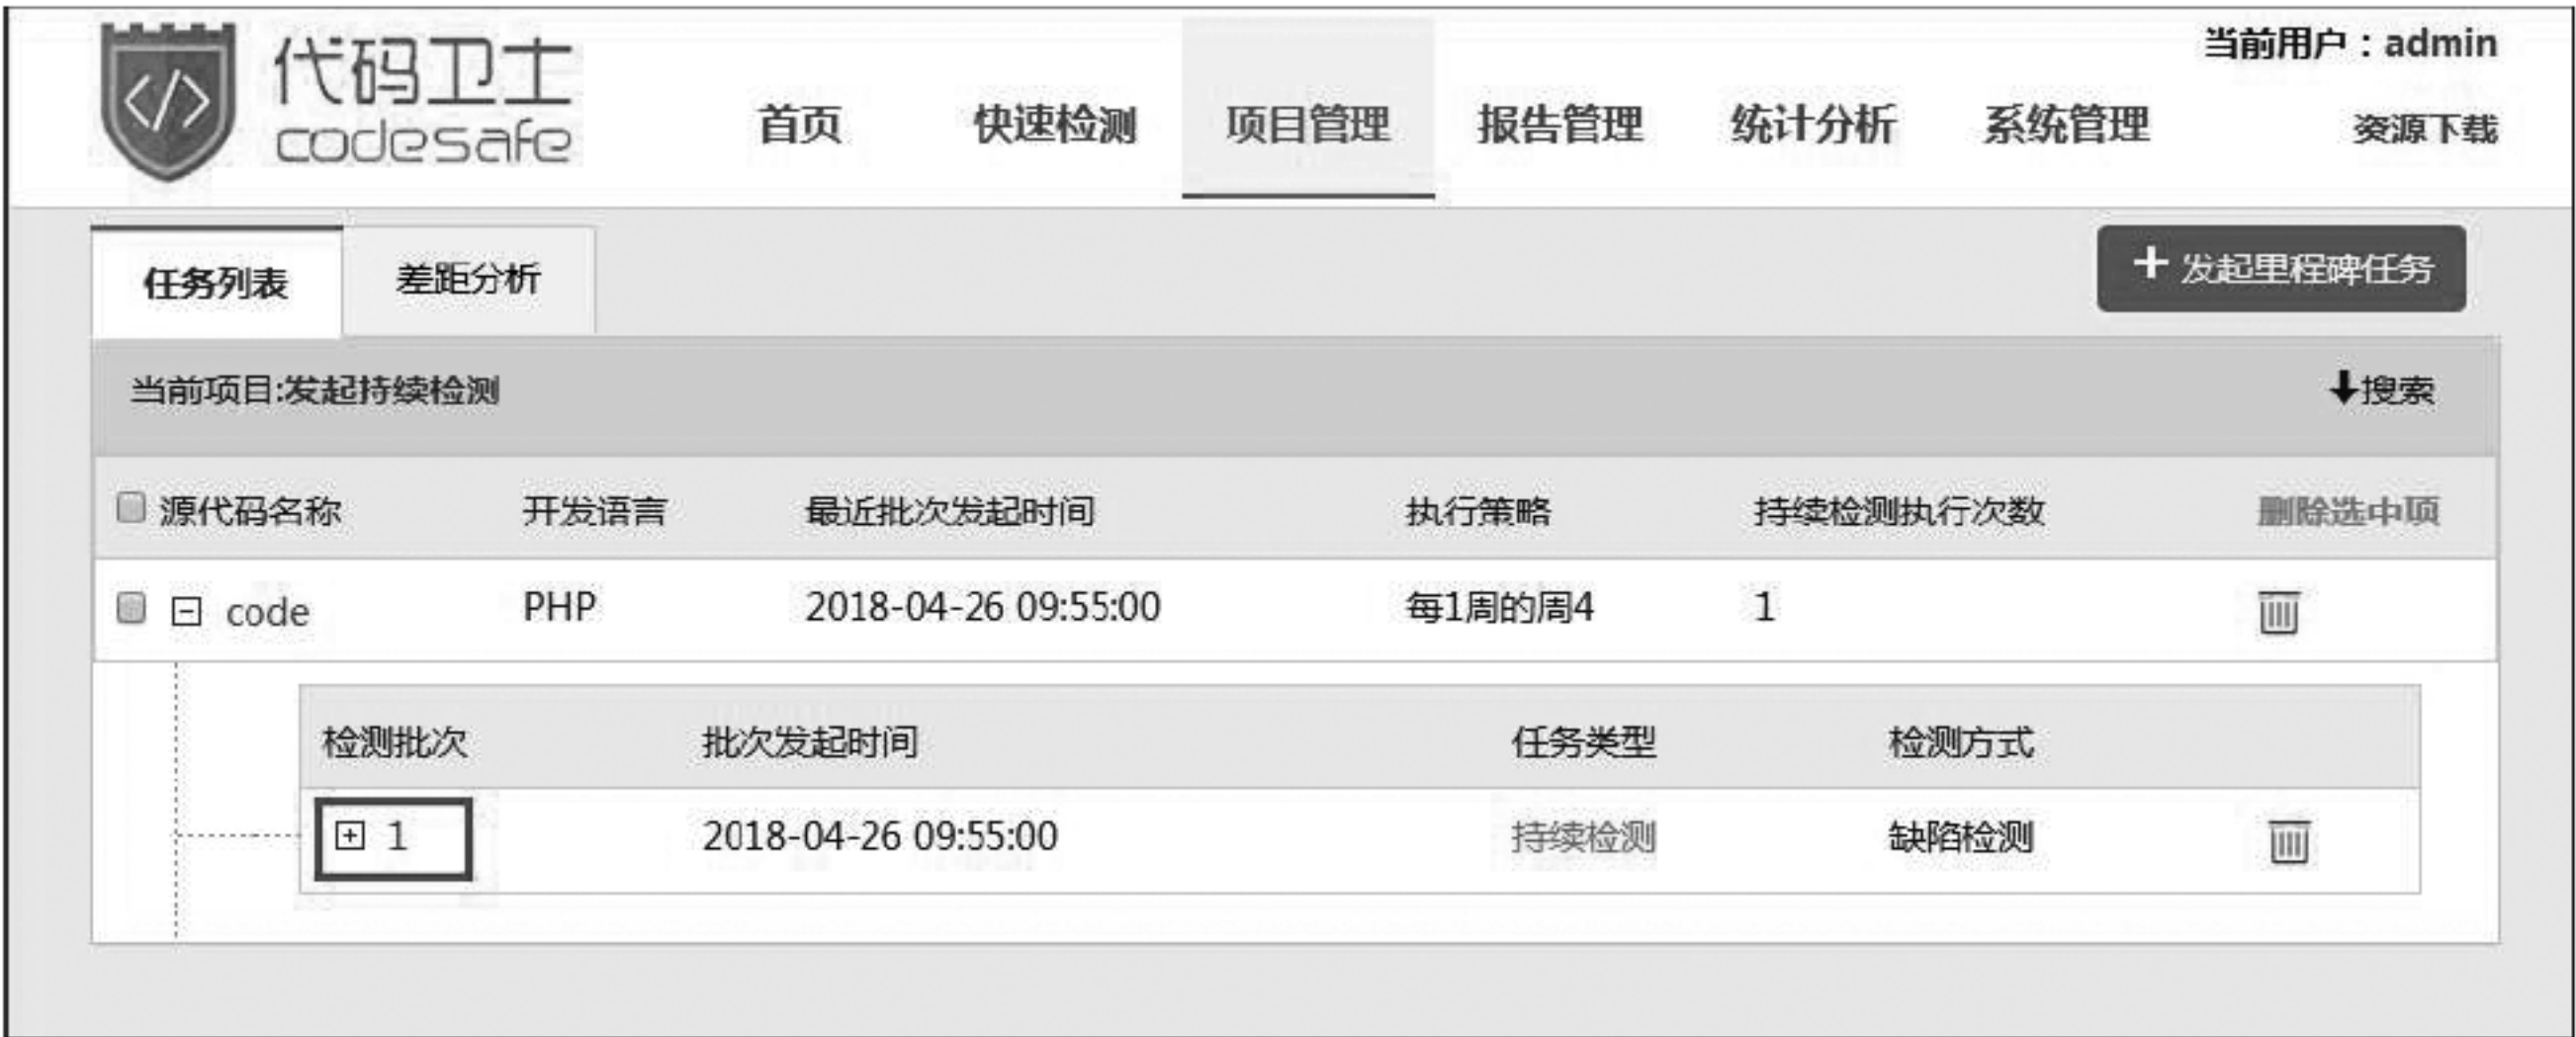 当前用户：admin
代码卫士
codesafe
首页 快速检测 项目管理 报告管理 统计分析 系统管理 资源下载
任务列表 差距分析 + 发起里程碑任务
当前项目:发起持续检测 搜索
源代码名称 开发语言 最近批次发起时间 执行策略 持续检测执行次数 删除选中项
code PHP 2018-04-26 09:55:00 每1周的周4 1
检测批次 批次发起时间 任务类型 检测方式
1 2018-04-26 09:55:00 持续检测 缺陷检测